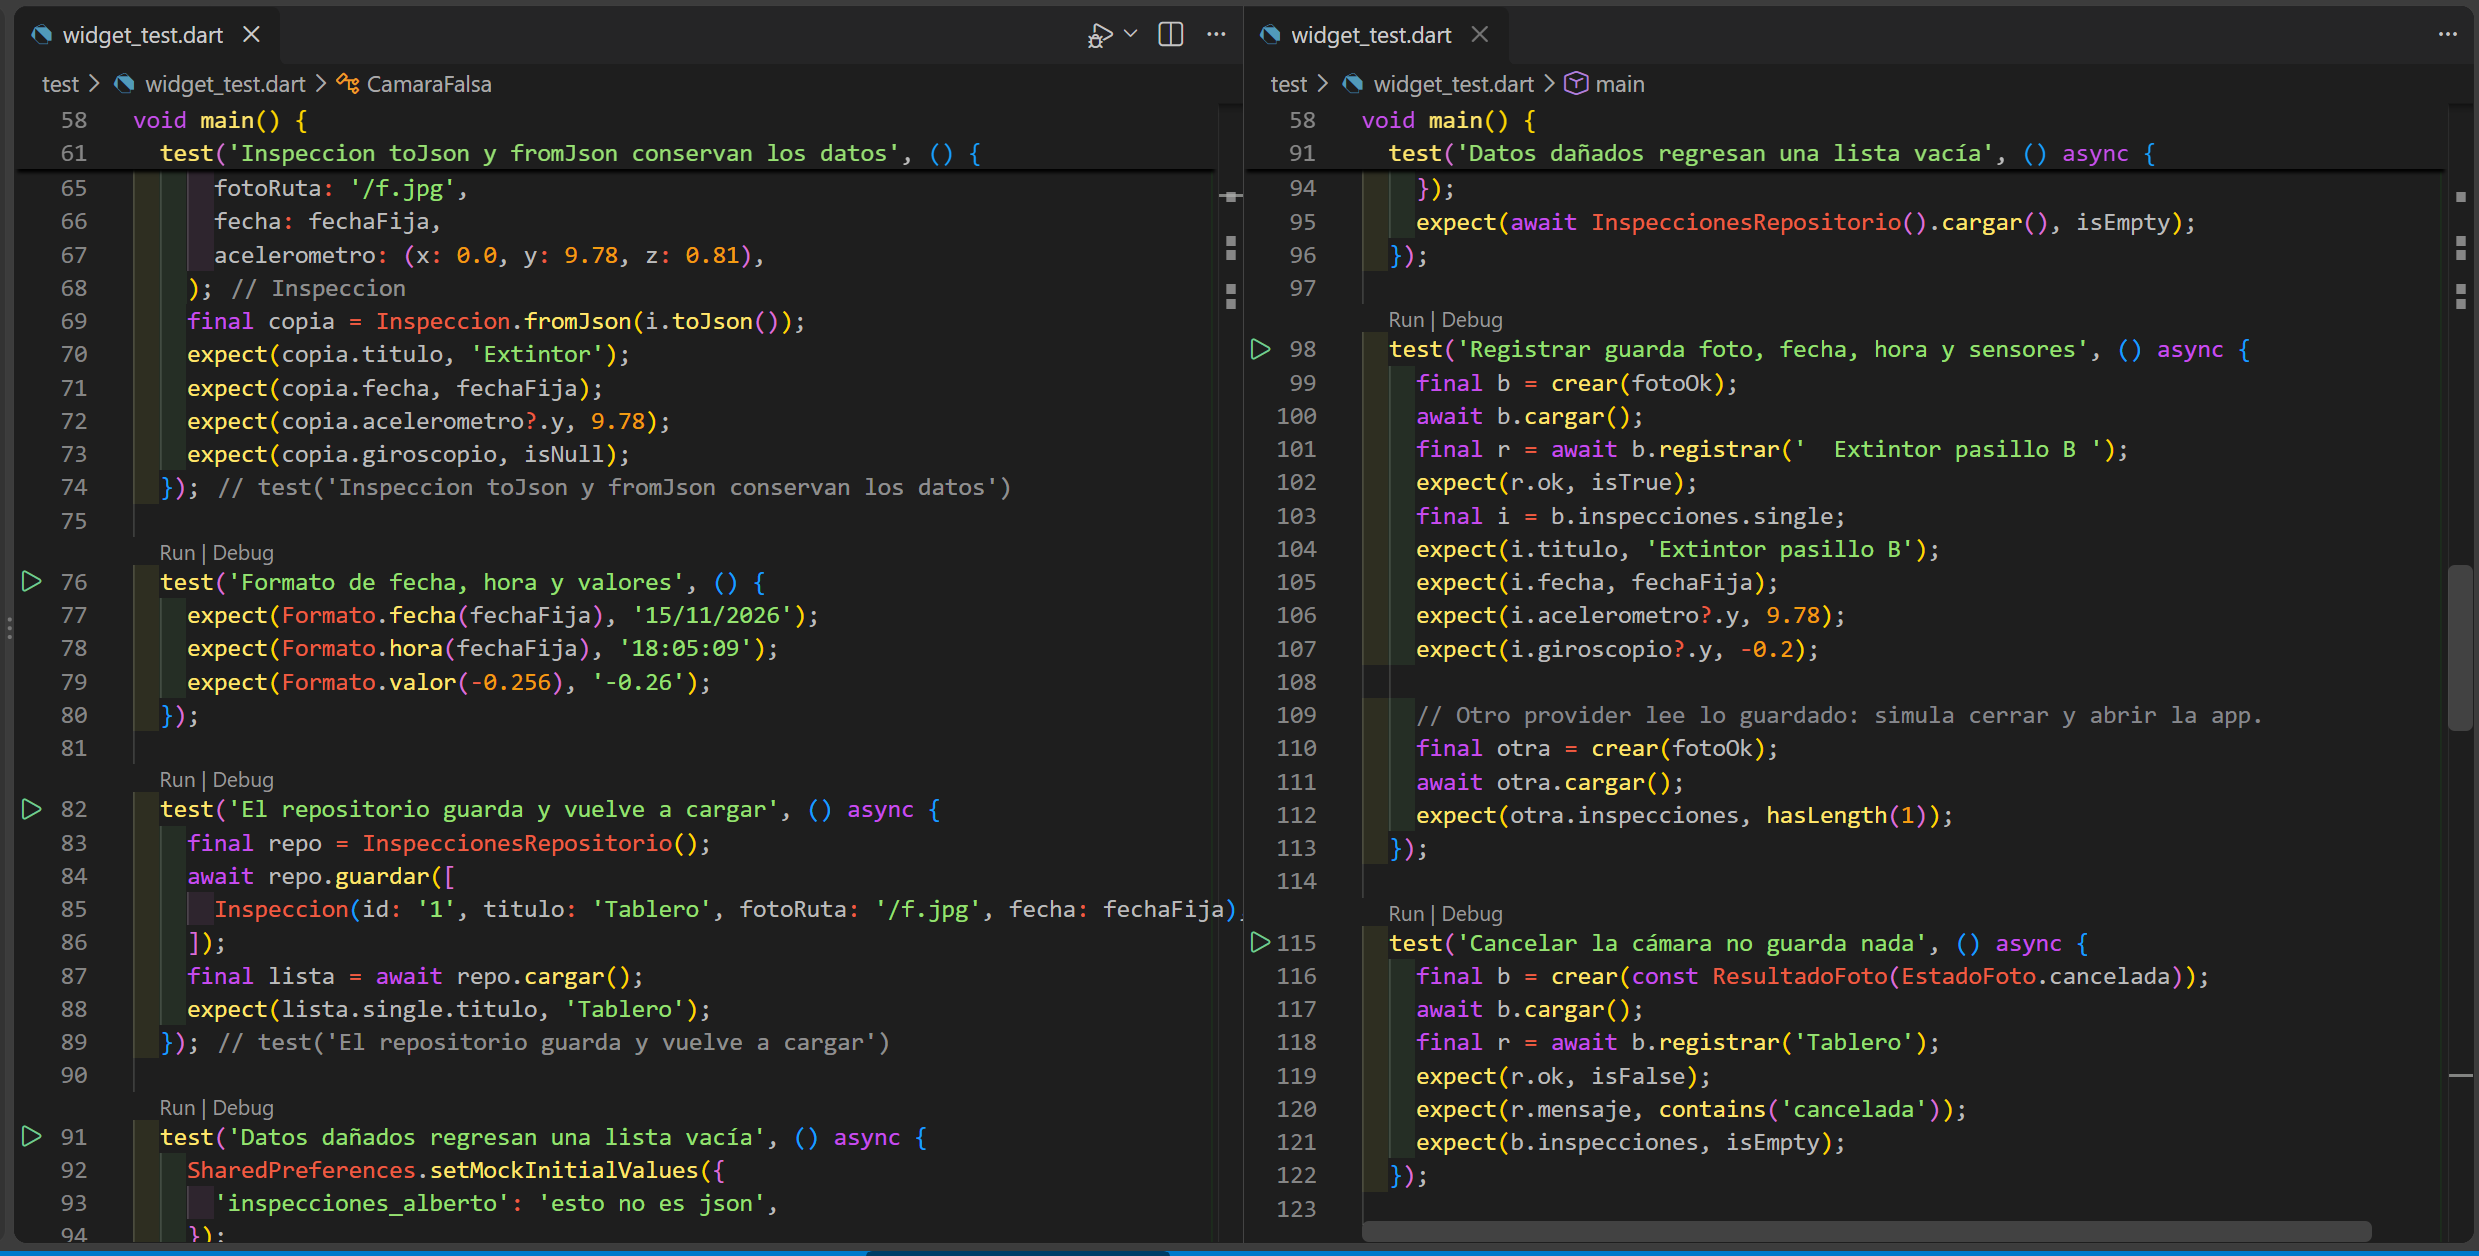 widget_test.dart
test > widget_test.dart > CamaraFalsa
58 void main() {
61 test('Inspeccion toJson y fromJson conservan los datos', () {
65 fotoRuta: '/f.jpg',
66 fecha: fechaFija,
67 acelerometro: (x: 0.0, y: 9.78, z: 0.81),
68 ); // Inspeccion
69 final copia = Inspeccion.fromJson(i.toJson());
70 expect(copia.titulo, 'Extintor');
71 expect(copia.fecha, fechaFija);
72 expect(copia.acelerometro?.y, 9.78);
73 expect(copia.giroscopio, isNull);
74 }); // test('Inspeccion toJson y fromJson conservan los datos')
75
Run | Debug
76 test('Formato de fecha, hora y valores', () {
77 expect(Formato.fecha(fechaFija), '15/11/2026');
78 expect(Formato.hora(fechaFija), '18:05:09');
79 expect(Formato.valor(-0.256), '-0.26');
80 });
81
Run | Debug
82 test('El repositorio guarda y vuelve a cargar', () async {
83 final repo = InspeccionesRepositorio();
84 await repo.guardar([
85 Inspeccion(id: '1', titulo: 'Tablero', fotoRuta: '/f.jpg', fecha: fechaFija),
86 ]);
87 final lista = await repo.cargar();
88 expect(lista.single.titulo, 'Tablero');
89 }); // test('El repositorio guarda y vuelve a cargar')
90
Run | Debug
91 test('Datos dañados regresan una lista vacía', () async {
92 SharedPreferences.setMockInitialValues({
93 'inspecciones_alberto': 'esto no es json',
94 });
widget_test.dart
test > widget_test.dart > main
58 void main() {
91 test('Datos dañados regresan una lista vacía', () async {
94 });
95 expect(await InspeccionesRepositorio().cargar(), isEmpty);
96 });
97
Run | Debug
98 test('Registrar guarda foto, fecha, hora y sensores', () async {
99 final b = crear(fotoOk);
100 await b.cargar();
101 final r = await b.registrar('  Extintor pasillo B ');
102 expect(r.ok, isTrue);
103 final i = b.inspecciones.single;
104 expect(i.titulo, 'Extintor pasillo B');
105 expect(i.fecha, fechaFija);
106 expect(i.acelerometro?.y, 9.78);
107 expect(i.giroscopio?.y, -0.2);
108
109 // Otro provider lee lo guardado: simula cerrar y abrir la app.
110 final otra = crear(fotoOk);
111 await otra.cargar();
112 expect(otra.inspecciones, hasLength(1));
113 });
114
Run | Debug
115 test('Cancelar la cámara no guarda nada', () async {
116 final b = crear(const ResultadoFoto(EstadoFoto.cancelada));
117 await b.cargar();
118 final r = await b.registrar('Tablero');
119 expect(r.ok, isFalse);
120 expect(r.mensaje, contains('cancelada'));
121 expect(b.inspecciones, isEmpty);
122 });
123